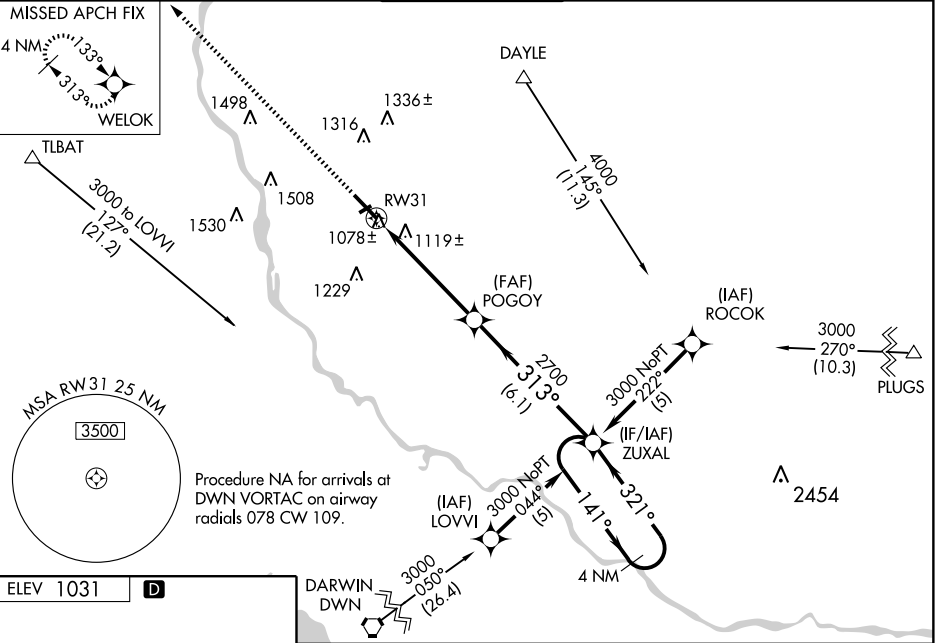 MISSED APCH FIX
4 NM
133°
313°
WELOK
DAYLE
1498
1336±
1316
TLBAT
4000
145°
(11.3)
3000 to LOVVI
127°
(21.2)
1508
RW31
1530
1078±
1119±
1229
(FAF)
POGOY
(IAF)
ROCOK
3000
270°
(10.3)
PLUGS
2700
313°
(6.1)
3000 NoPT
222°
(5)
MSA RW31 25 NM
3500
(IF/IAF)
ZUXAL
Procedure NA for arrivals at
DWN VORTAC on airway
radials 078 CW 109.
(IAF)
LOVVI
3000 NoPT
044°
(5)
141°
321°
2454
4 NM
ELEV 1031
D
DARWIN
DWN
3000
050°
(26.4)